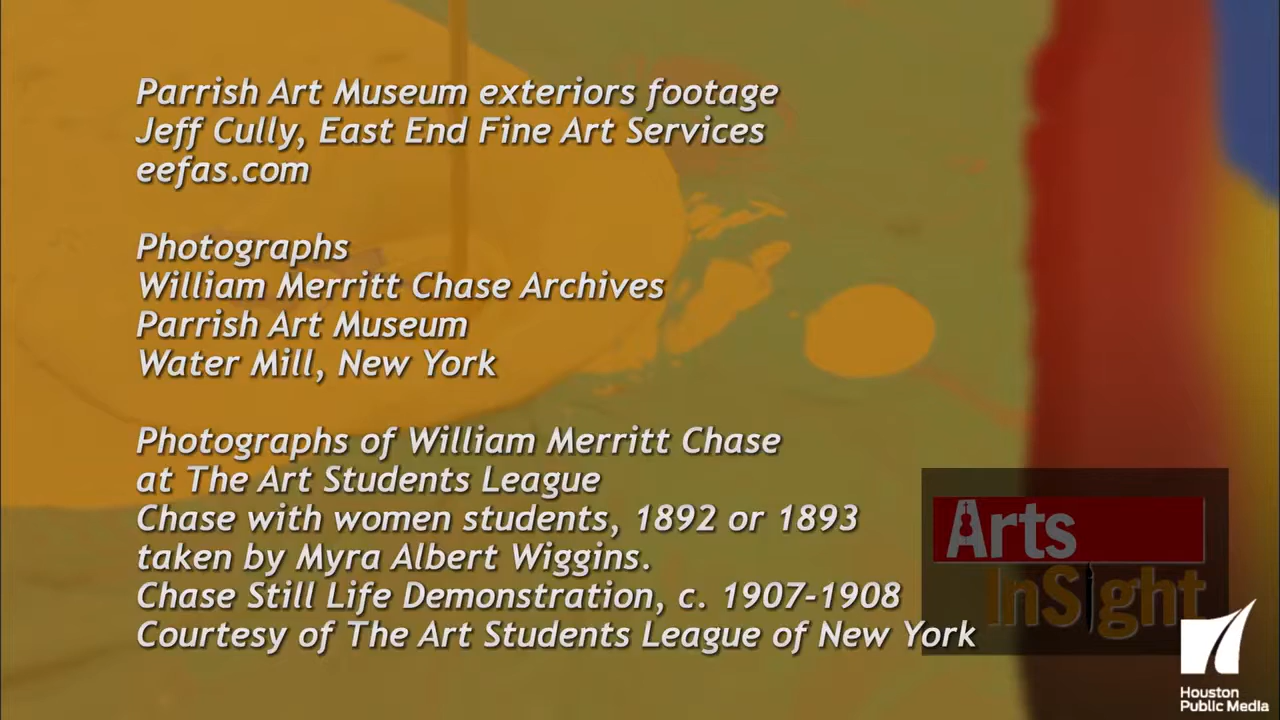 Parrish Art Museum exteriors footage
Jeff Cully, East End Fine Art Services
eefas.com
Photographs
William Merritt Chase Archives
Parrish Art Museum
Water Mill, New York
Photographs of William Merritt Chase
at The Art Students League
Chase with women students, 1892 or 1893
taken by Myra Albert Wiggins.
Chase Still Life Demonstration, c. 1907-1908
Courtesy of The Art Students League of New York
Arts
InSight
Houston
Public Media